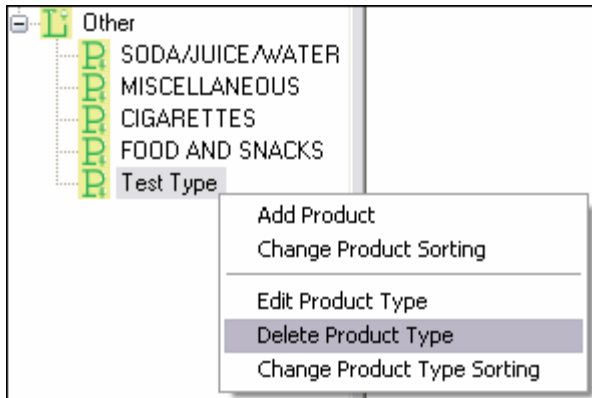 Other
SODA/JUICE/WATER
MISCELLANEOUS
CIGARETTES
FOOD AND SNACKS
Test Type
Add Product
Change Product Sorting
Edit Product Type
Delete Product Type
Change Product Type Sorting